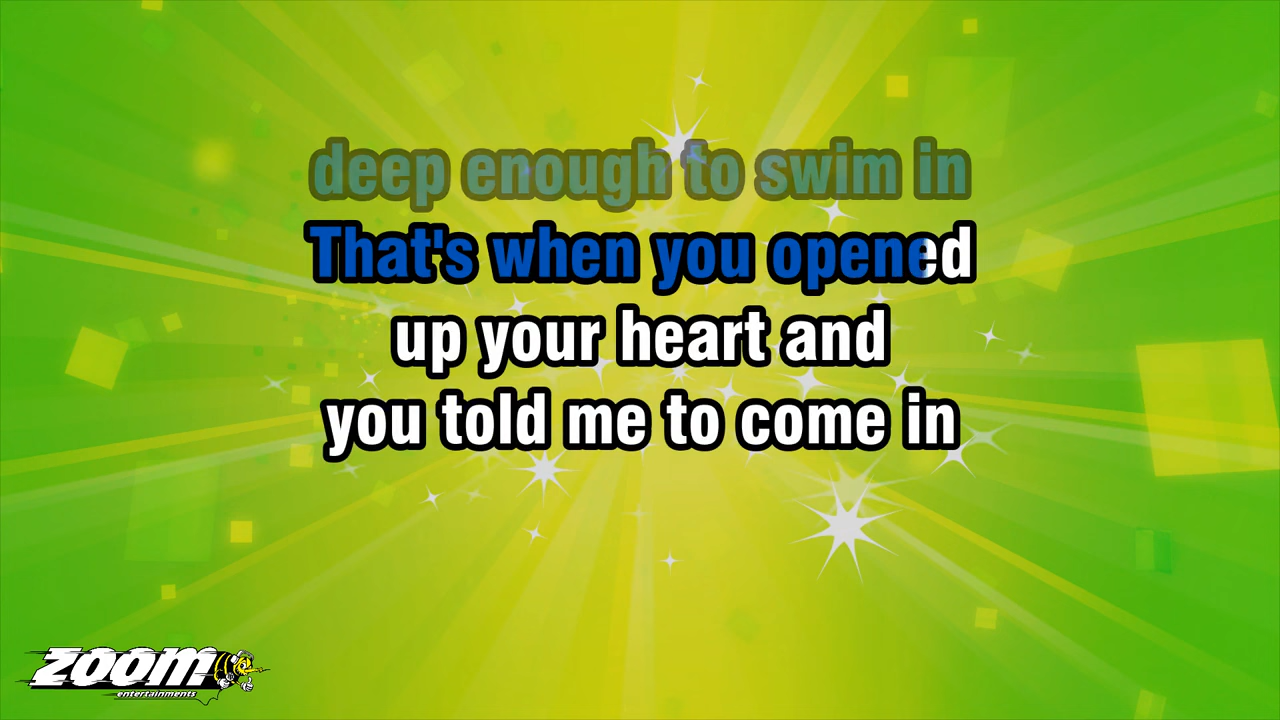 deep enough to swim in
That's when you opened
up your heart and
you told me to come in
zoom
entertainments